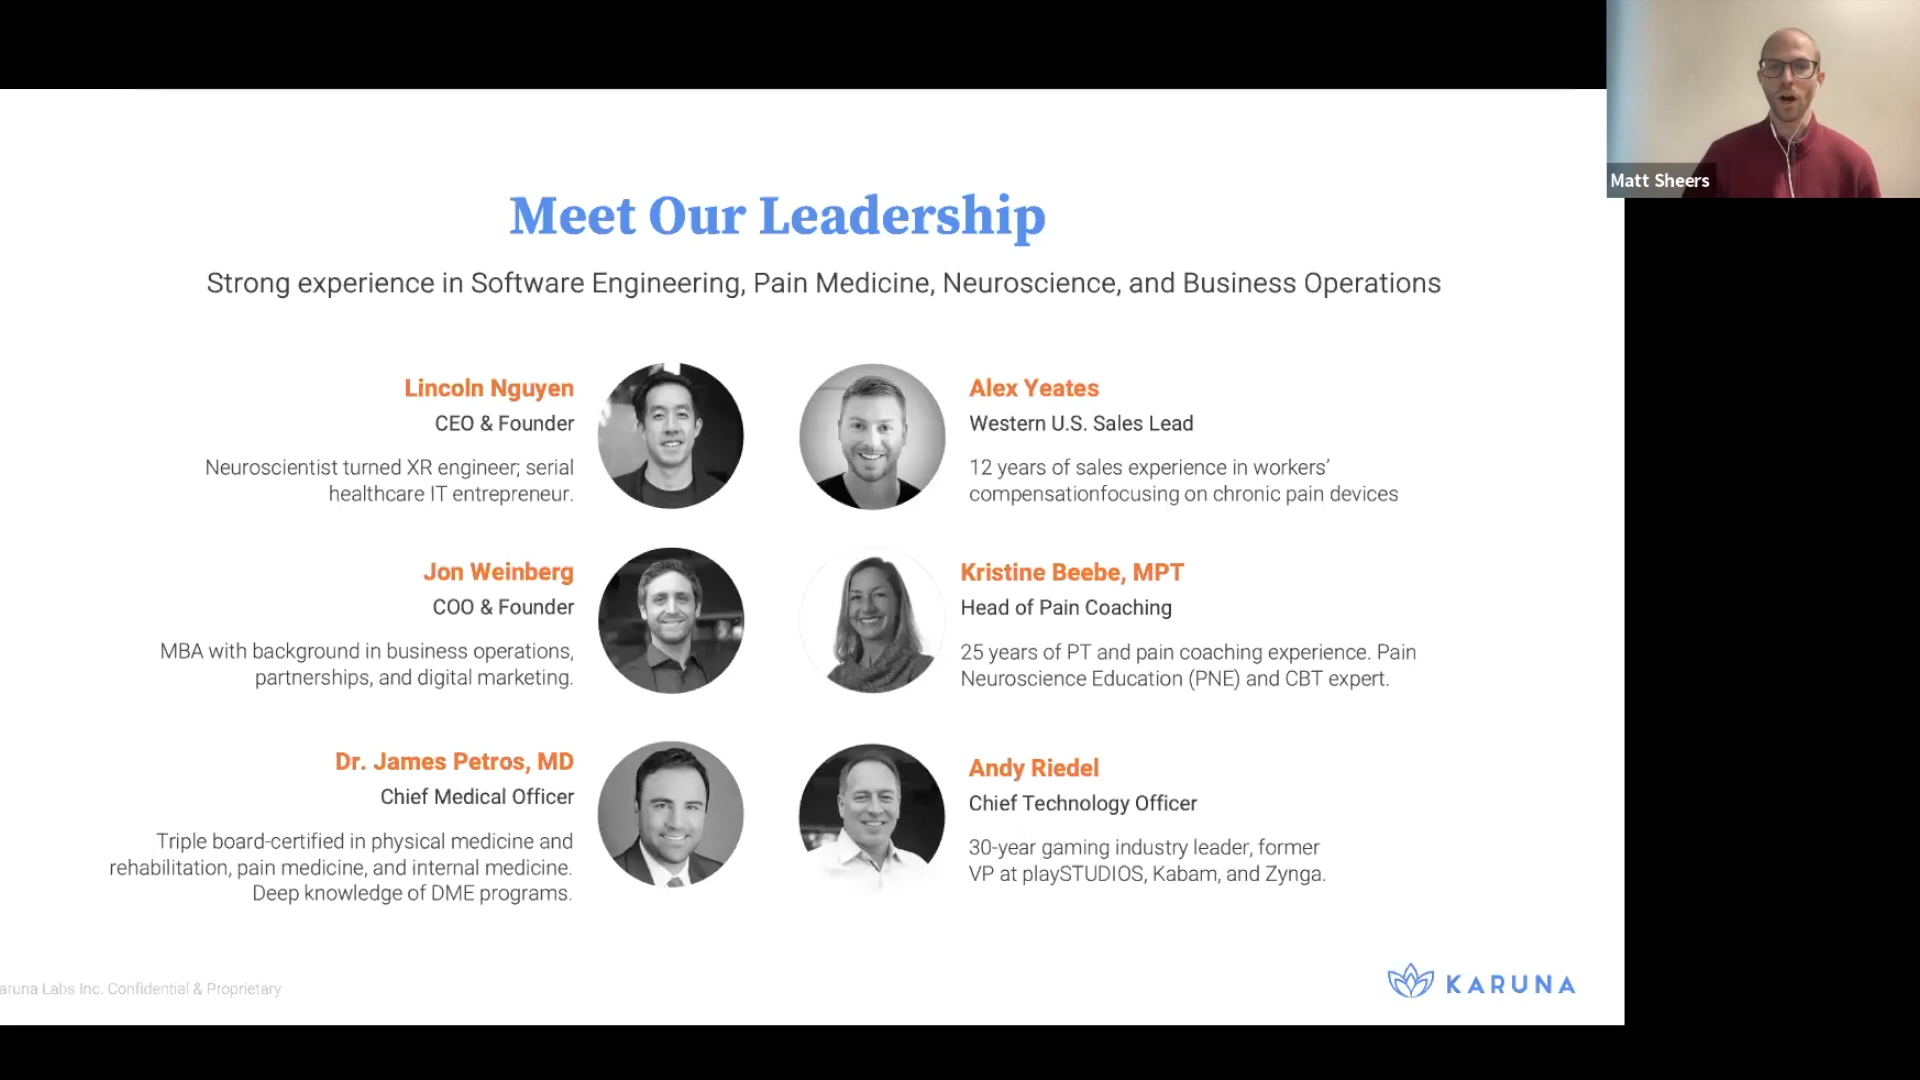 Matt Sheers
Meet Our Leadership
Strong experience in Software Engineering, Pain Medicine, Neuroscience, and Business Operations
Lincoln Nguyen
CEO & Founder
Neuroscientist turned XR engineer; serial
healthcare IT entrepreneur.
Alex Yeates
Western U.S. Sales Lead
12 years of sales experience in workers’
compensationfocusing on chronic pain devices
Jon Weinberg
COO & Founder
MBA with background in business operations,
partnerships, and digital marketing.
Kristine Beebe, MPT
Head of Pain Coaching
25 years of PT and pain coaching experience. Pain
Neuroscience Education (PNE) and CBT expert.
Dr. James Petros, MD
Chief Medical Officer
Triple board-certified in physical medicine and
rehabilitation, pain medicine, and internal medicine.
Deep knowledge of DME programs.
Andy Riedel
Chief Technology Officer
30-year gaming industry leader, former
VP at playSTUDIOS, Kabam, and Zynga.
aruna Labs Inc. Confidential & Proprietary
KARUNA